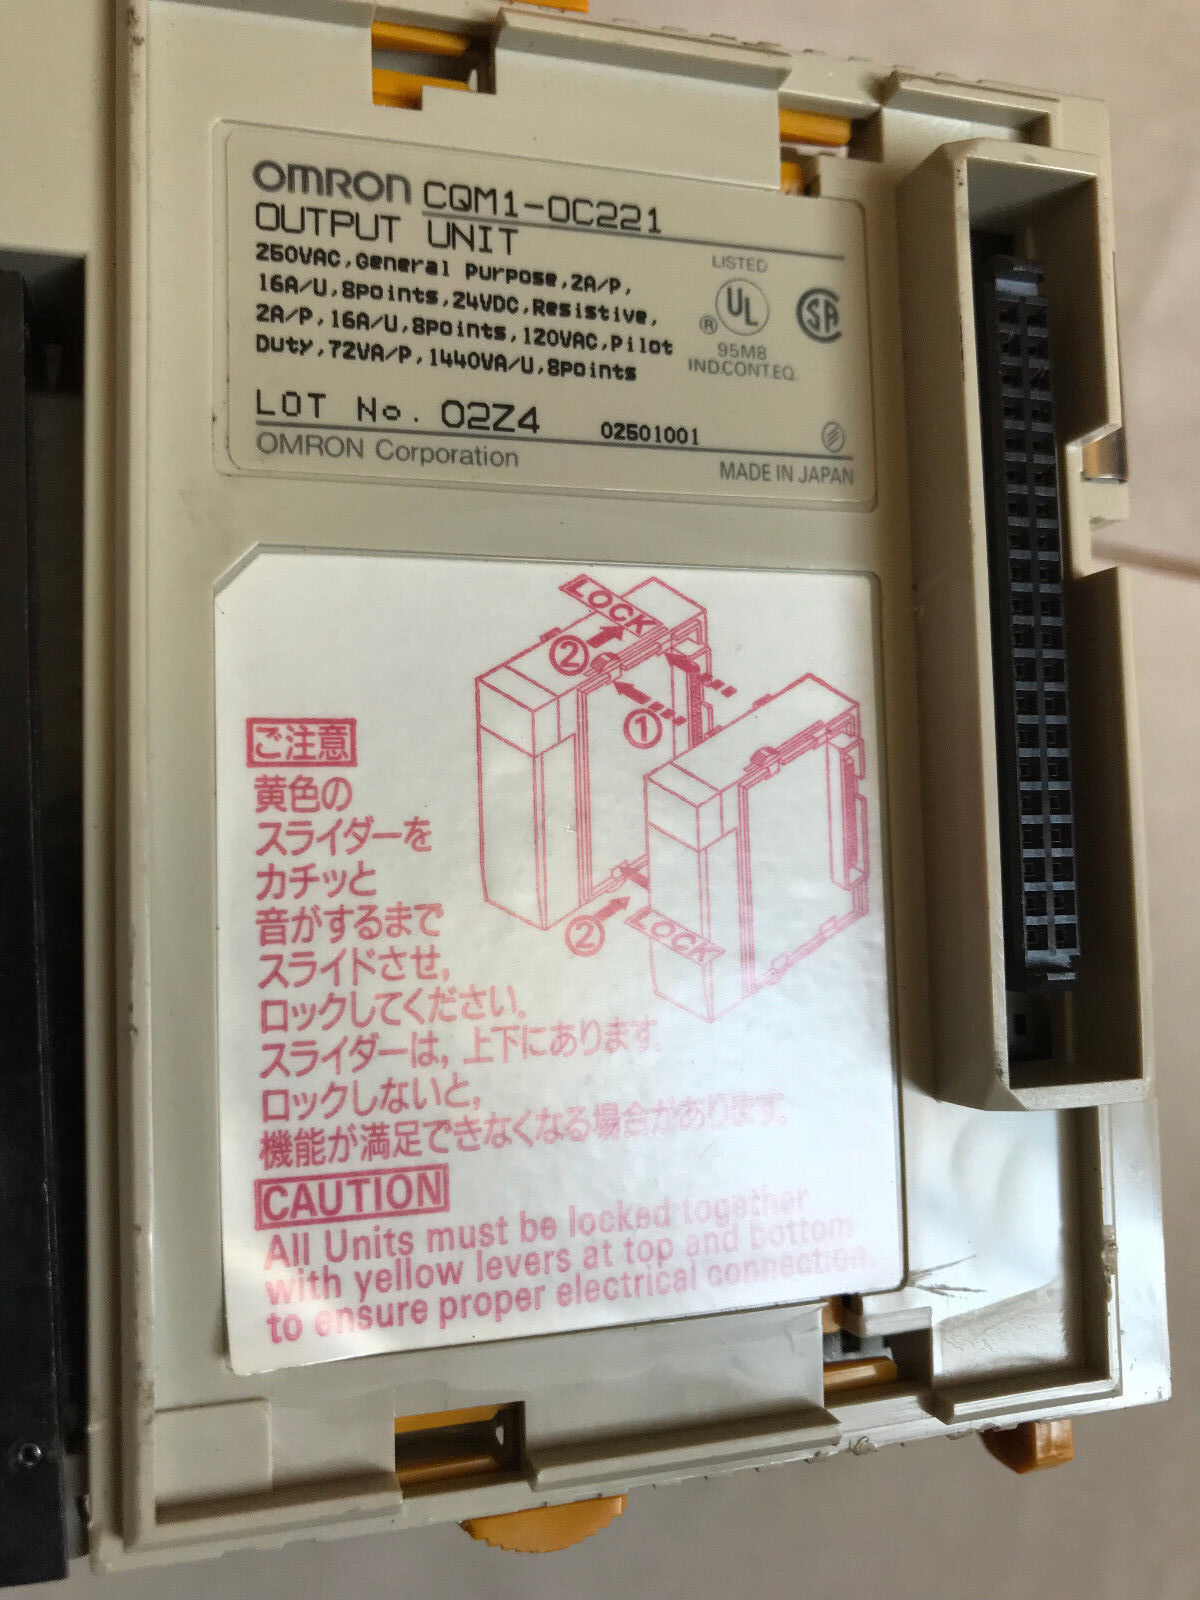 OMRON CQM1-OC221
OUTPUT UNIT
250VAC,General Purpose,2A/P,
16A/U,8Points,24VDC,Resistive,
2A/P,16A/U,8Points,120VAC,Pilot
Duty,72VA/P,1440VA/U,8Points
LISTED
UL
®
SA
95M8
IND.CONT.EQ.
LOT No. 02Z4 02501001
OMRON Corporation
MADE IN JAPAN
LOCK
②
①
②
LOCK
ご注意
黄色の
スライダーを
カチッと
音がするまで
スライドさせ,
ロックしてください.
スライダーは, 上下にあります.
ロックしないと,
機能が満足できなくなる場合があります.
CAUTION
All Units must be locked together
with yellow levers at top and bottom
to ensure proper electrical connection.